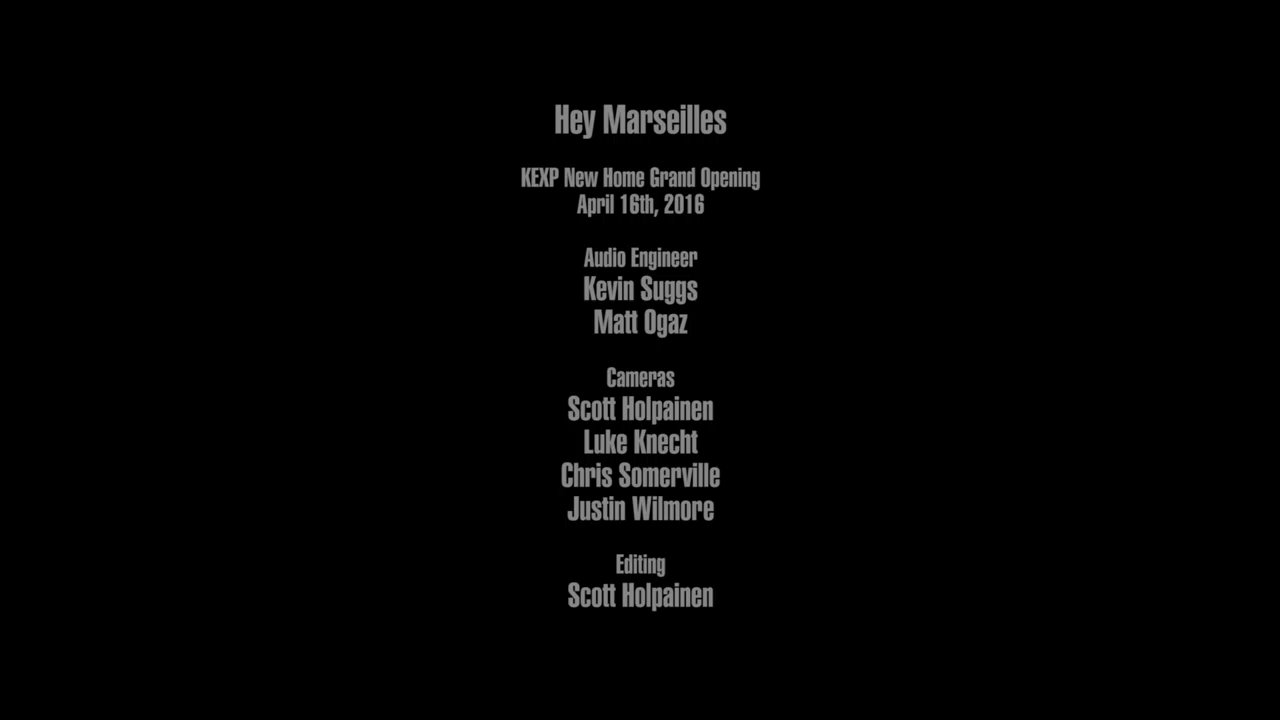 Hey Marseilles
KEXP New Home Grand Opening
April 16th, 2016
Audio Engineer
Kevin Suggs
Matt Ogaz
Cameras
Scott Holpainen
Luke Knecht
Chris Somerville
Justin Wilmore
Editing
Scott Holpainen